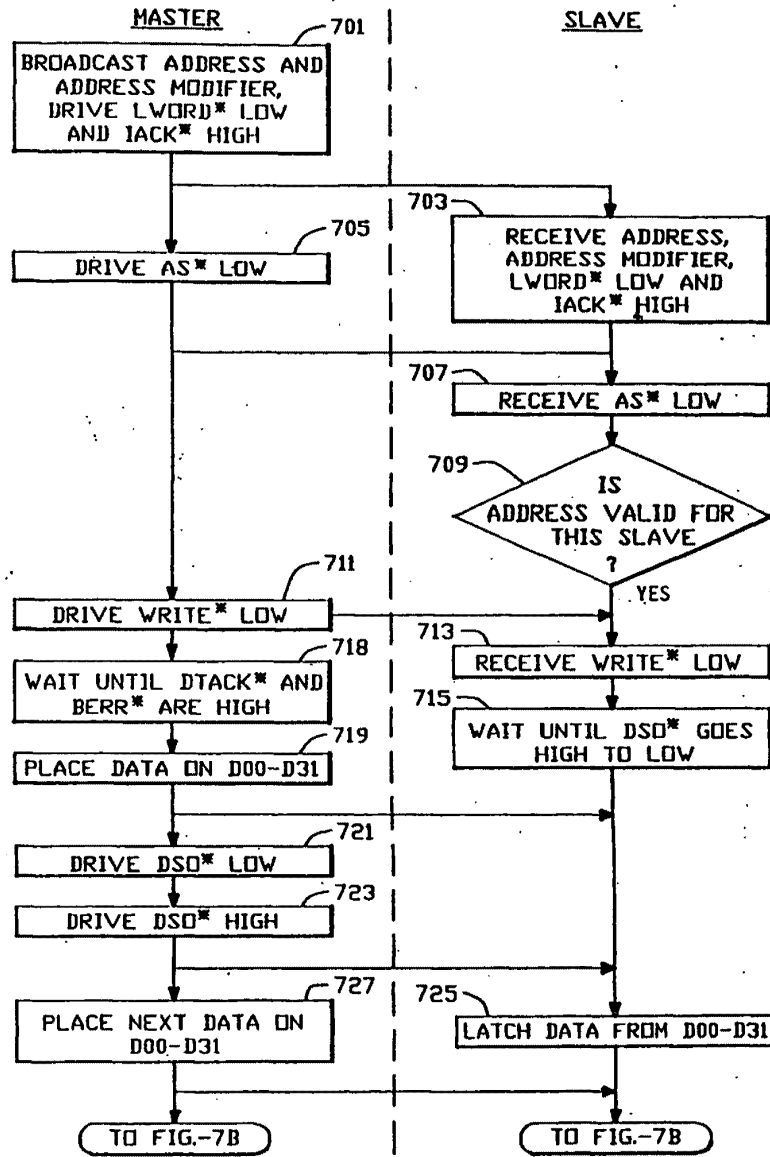 MASTER
SLAVE
701
BROADCAST ADDRESS AND
ADDRESS MODIFIER,
DRIVE LWORD* LOW
AND IACK* HIGH
703
RECEIVE ADDRESS,
ADDRESS MODIFIER,
LWORD* LOW AND
IACK* HIGH
705
DRIVE AS* LOW
707
RECEIVE AS* LOW
709
IS
ADDRESS VALID FOR
THIS SLAVE
?
YES
711
DRIVE WRITE* LOW
713
RECEIVE WRITE* LOW
718
WAIT UNTIL DTACK* AND
BERR* ARE HIGH
715
WAIT UNTIL DSO* GOES
HIGH TO LOW
719
PLACE DATA ON D00-D31
721
DRIVE DSO* LOW
723
DRIVE DSO* HIGH
727
PLACE NEXT DATA ON
D00-D31
725
LATCH DATA FROM D00-D31
TO FIG.-7B
TO FIG.-7B